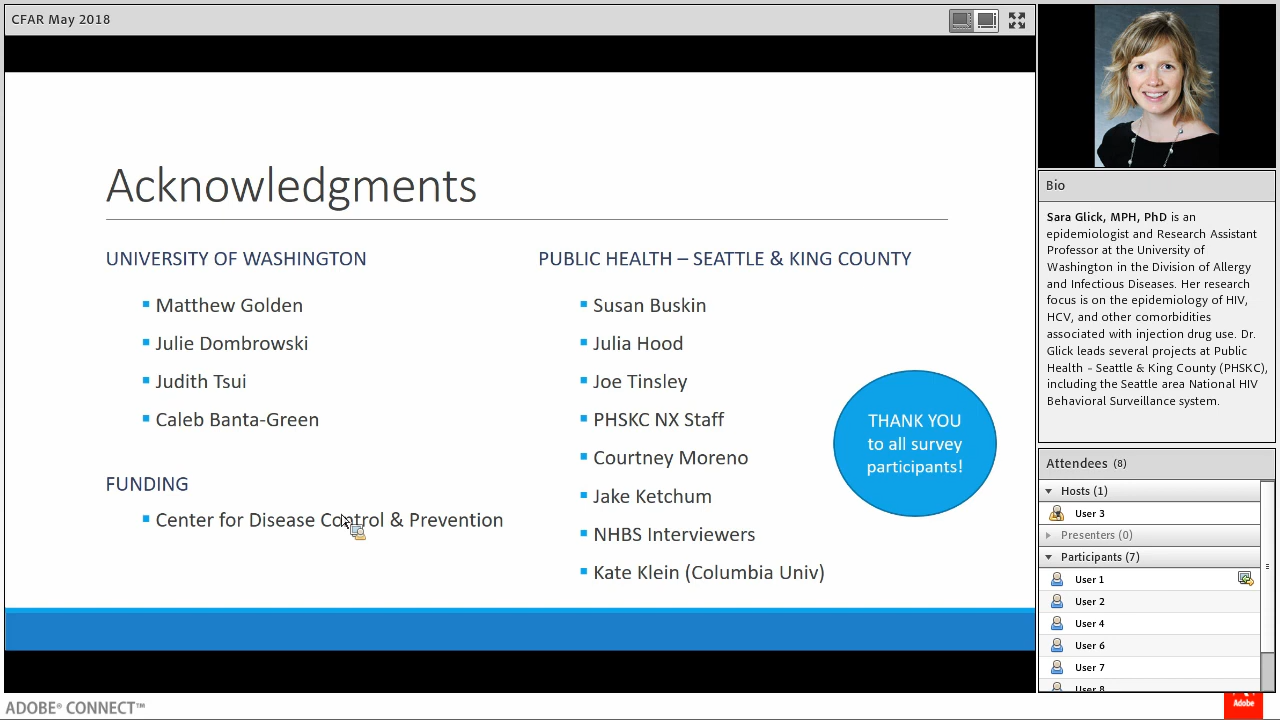 CFAR May 2018
Acknowledgments
UNIVERSITY OF WASHINGTON
Matthew Golden
Julie Dombrowski
Judith Tsui
Caleb Banta-Green
FUNDING
Center for Disease Control & Prevention
PUBLIC HEALTH – SEATTLE & KING COUNTY
Susan Buskin
Julia Hood
Joe Tinsley
PHSKC NX Staff
Courtney Moreno
Jake Ketchum
NHBS Interviewers
Kate Klein (Columbia Univ)
THANK YOU
to all survey
participants!
Bio
Sara Glick, MPH, PhD is an
epidemiologist and Research Assistant
Professor at the University of
Washington in the Division of Allergy
and Infectious Diseases. Her research
focus is on the epidemiology of HIV,
HCV, and other comorbidities
associated with injection drug use. Dr.
Glick leads several projects at Public
Health - Seattle & King County (PHSKC),
including the Seattle area National HIV
Behavioral Surveillance system.
Attendees (8)
Hosts (1)
User 3
Presenters (0)
Participants (7)
User 1
User 2
User 4
User 6
User 7
User 8
ADOBE® CONNECT™
Adobe